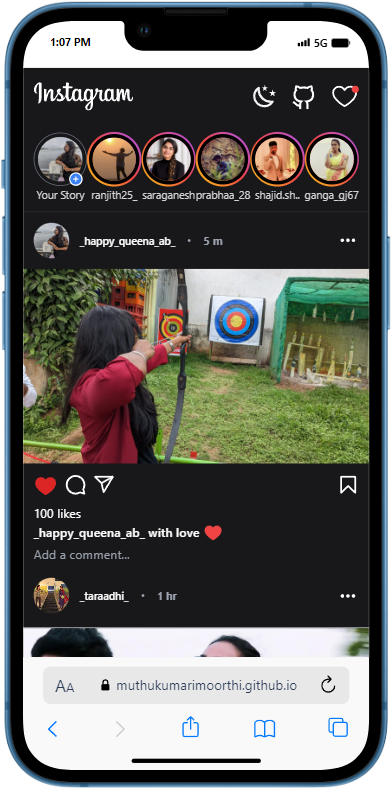 1:07 PM 5G
Instagram
Your Story ranjith25_ saraganesh prabhaa_28 shajid.sh.. ganga_gj67
_happy_queena_ab_ • 5 m
100 likes
_happy_queena_ab_ with love ❤️
Add a comment...
_taraadhi_ • 1 hr
AA muthukumarimoorthi.github.io